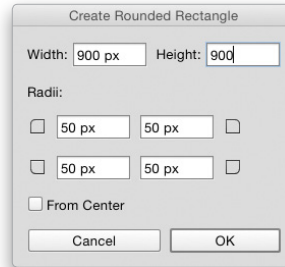 Create Rounded Rectangle
Width: 900 px Height: 900
Radii:
50 px 50 px
50 px 50 px
From Center
Cancel OK